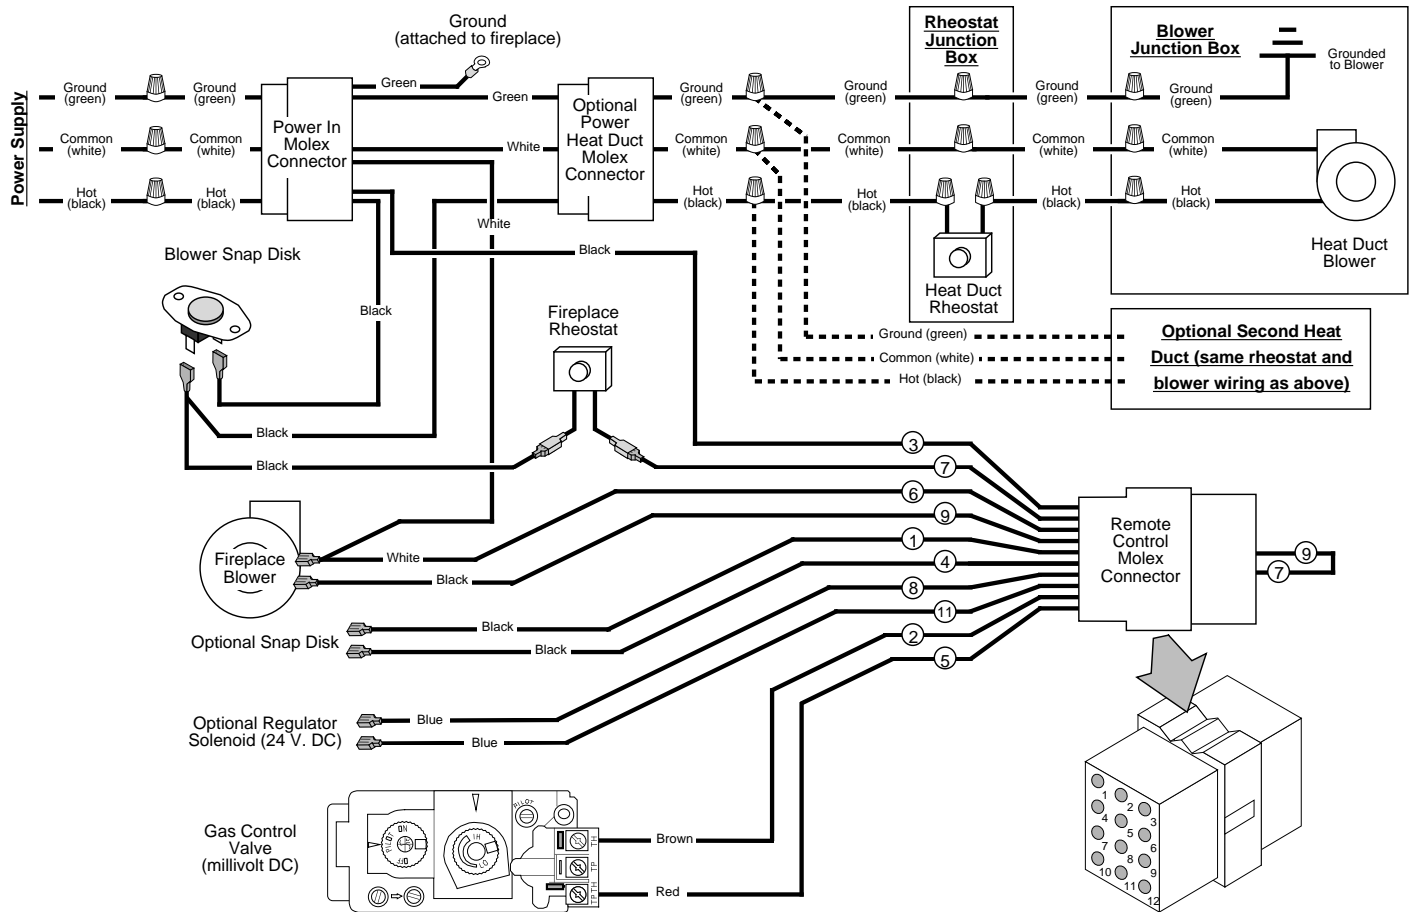 Ground
(attached to fireplace)
Rheostat
Junction
Box
Blower
Junction Box
Grounded
to Blower
Power Supply
Ground
(green)
Ground
(green)
Green
Green
Ground
(green)
Ground
(green)
Ground
(green)
Ground
(green)
Power In
Molex
Connector
Optional
Power
Heat Duct
Molex
Connector
Common
(white)
Common
(white)
White
Common
(white)
Common
(white)
Common
(white)
Common
(white)
Hot
(black)
Hot
(black)
White
Hot
(black)
Hot
(black)
Hot
(black)
Hot
(black)
Heat Duct
Blower
Blower Snap Disk
Black
Black
Heat Duct
Rheostat
Fireplace
Rheostat
Ground (green)
Common (white)
Hot (black)
Optional Second Heat
Duct (same rheostat and
blower wiring as above)
Black
Black
3
7
6
9
1
4
8
11
2
5
Remote
Control
Molex
Connector
9
7
Fireplace
Blower
White
Black
Optional Snap Disk
Black
Black
Optional Regulator
Solenoid (24 V. DC)
Blue
Blue
Gas Control
Valve
(millivolt DC)
PILOT
ON
OFF
HI
LO
PILOT
TH
TP
TP TH
Brown
Red
1
2
3
4
5
6
7
8
9
10
11
12